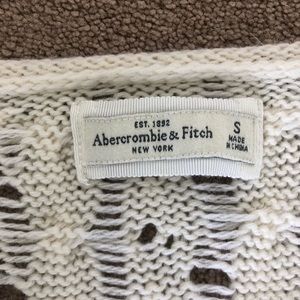 EST. 1892
Abercrombie & Fitch
NEW YORK
S
MADE
IN CHINA